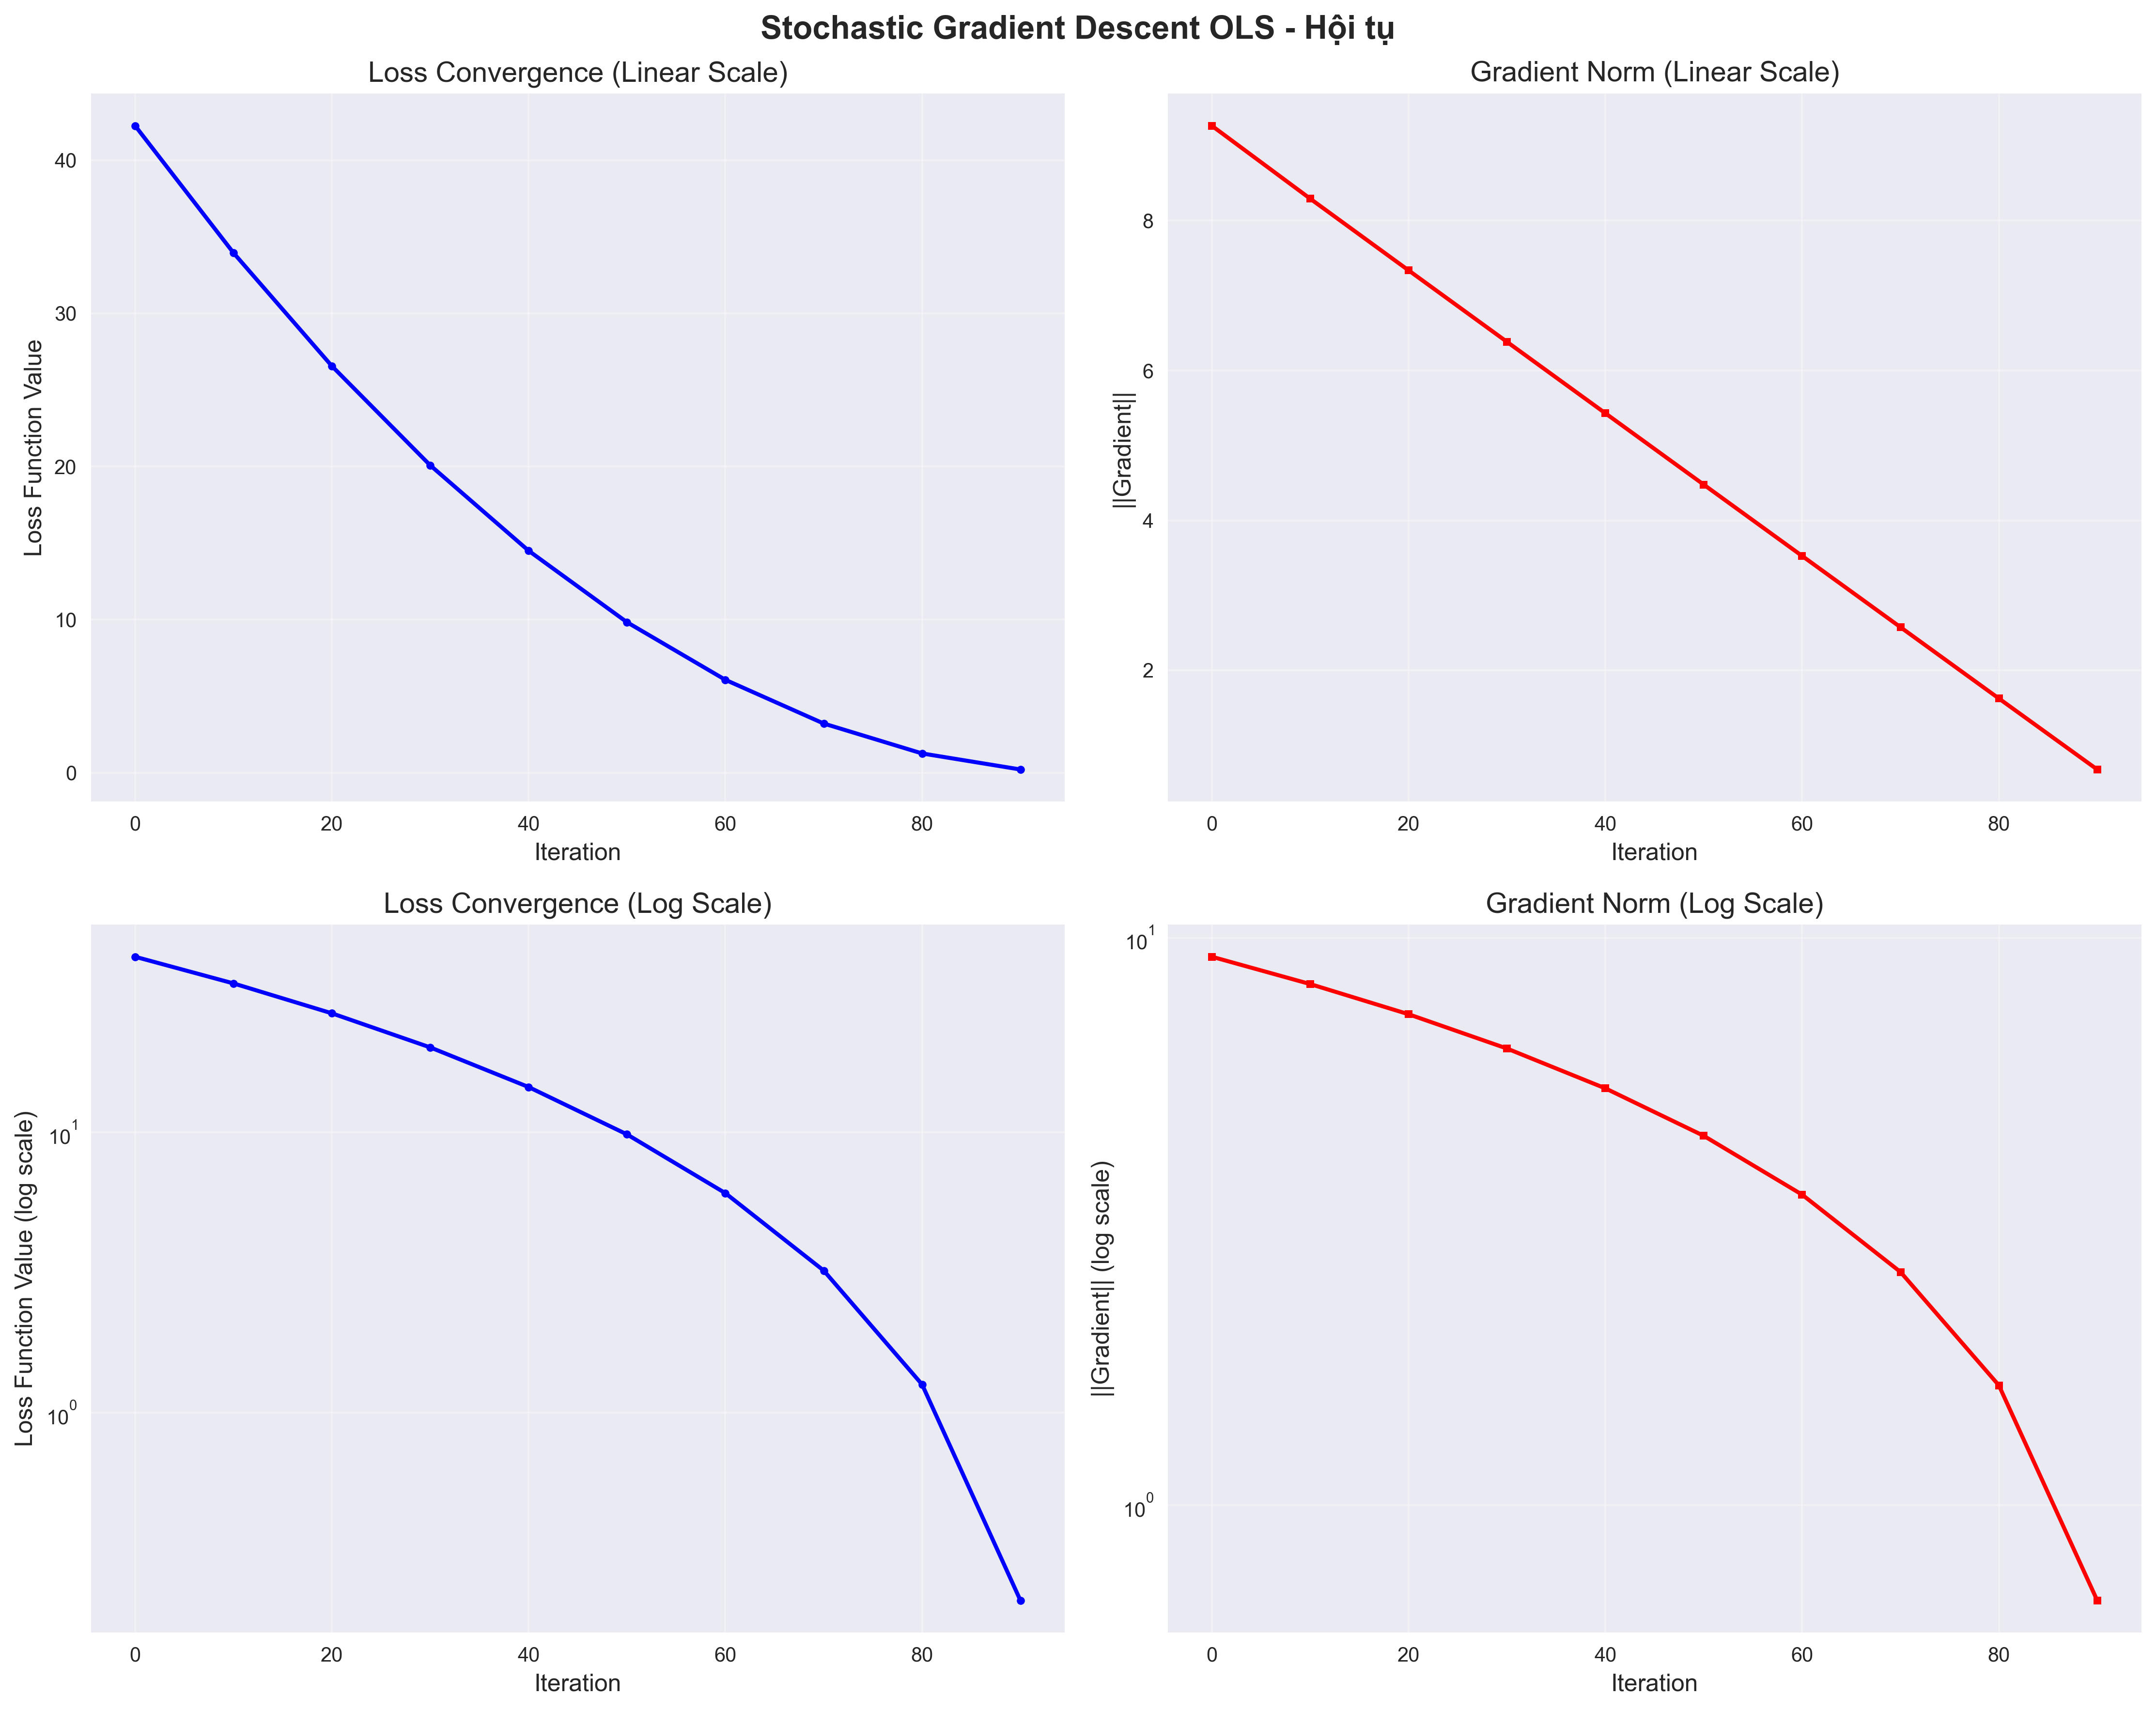 Stochastic Gradient Descent OLS - Hội tụ
Loss Convergence (Linear Scale)
Loss Function Value
40
30
20
10
0
0 20 40 60 80
Iteration
Gradient Norm (Linear Scale)
||Gradient||
8
6
4
2
0 20 40 60 80
Iteration
Loss Convergence (Log Scale)
Loss Function Value (log scale)
10¹
10⁰
0 20 40 60 80
Iteration
Gradient Norm (Log Scale)
||Gradient|| (log scale)
10¹
10⁰
0 20 40 60 80
Iteration